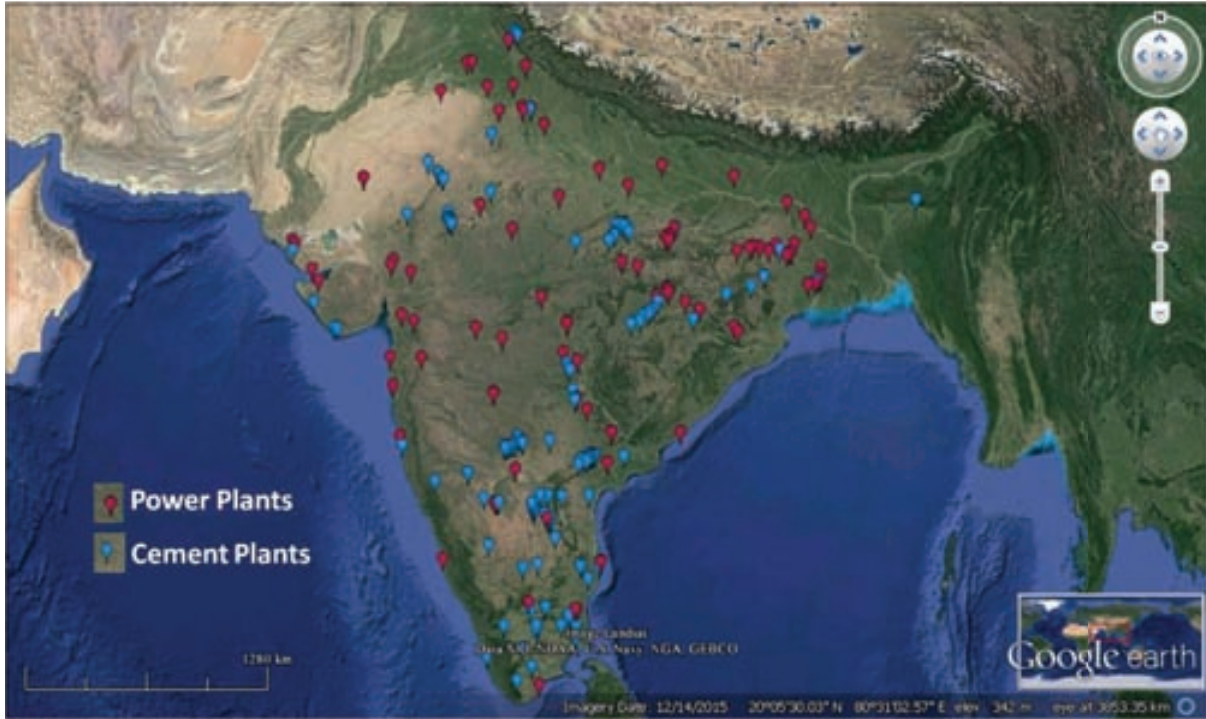 N
Power Plants
Cement Plants
1280 km
Image Landsat
Data SIO, NOAA, U.S. Navy, NGA, GEBCO
Google earth
Imagery Date: 12/14/2015 20°05'30.03" N 80°31'02.57" E elev 342 m eye alt 3953.35 km